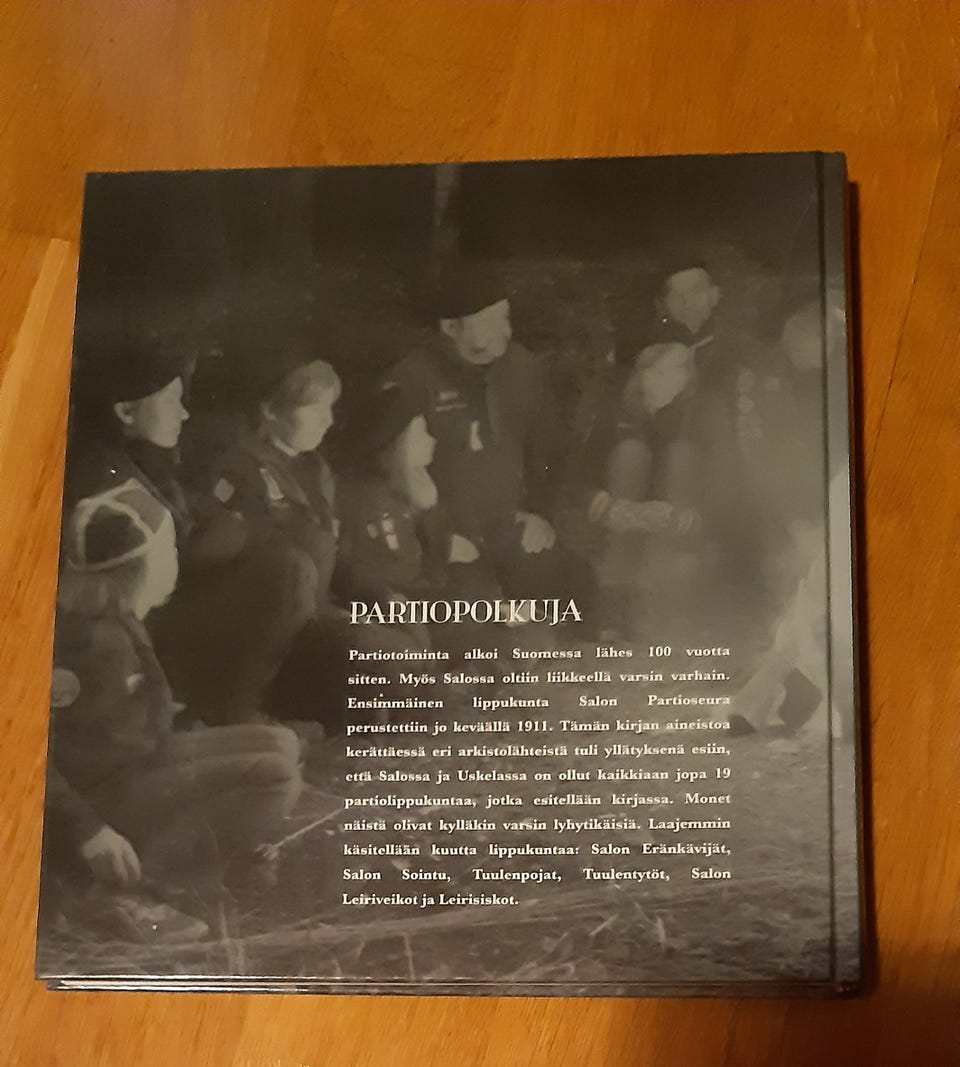 PARTIOPOLKUJA
Partiotoiminta alkoi Suomessa lähes 100 vuotta
sitten. Myös Salossa oltiin liikkeellä varsin varhain.
Ensimmäinen lippukunta Salon Partioseura
perustettiin jo keväällä 1911. Tämän kirjan aineistoa
kerättäessä eri arkistolähteistä tuli yllätyksenä esiin,
että Salossa ja Uskelassa on ollut kaikkiaan jopa 19
partiolippukuntaa, jotka esitellään kirjassa. Monet
näistä olivat kylläkin varsin lyhytikäisiä. Laajemmin
käsitellään kuutta lippukuntaa: Salon Eränkävijät,
Salon Sointu, Tuulenpojat, Tuulentytöt, Salon
Leiriveikot ja Leirisiskot.